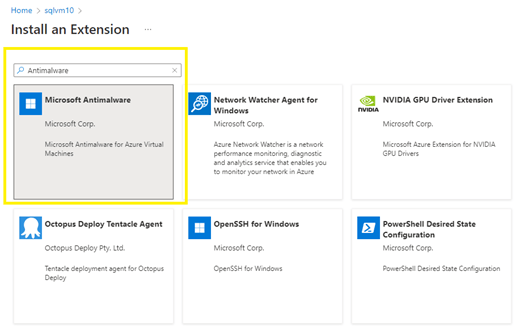 Home > sqlvm10 >
Install an Extension ...
Antimalware ×
Microsoft Antimalware
Microsoft Corp.
Microsoft Antimalware for Azure Virtual
Machines
Network Watcher Agent for
Windows
Microsoft Corp.
Azure Network Watcher is a network
performance monitoring, diagnostic
and analytics service that enables you
to monitor your network in Azure
NVIDIA
NVIDIA GPU Driver Extension
Microsoft Corp.
Microsoft Azure Extension for NVIDIA
GPU Drivers
Octopus Deploy Tentacle Agent
Octopus Deploy Pty. Ltd.
Tentacle deployment agent for Octopus
Deploy
OpenSSH for Windows
Microsoft Corp.
OpenSSH for Windows
PowerShell Desired State
Configuration
Microsoft Corp.
PowerShell Desired State Configuration